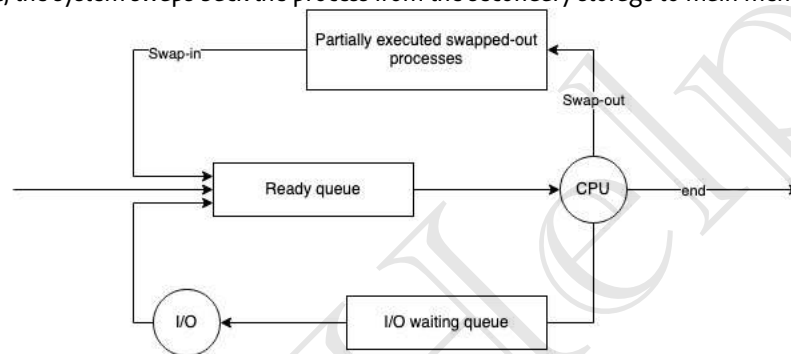 the system swaps back the process from the secondary storage to main
Partially executed swapped-out
processes
Swap-in
Swap-out
Ready queue
CPU
end
I/O
I/O waiting queue